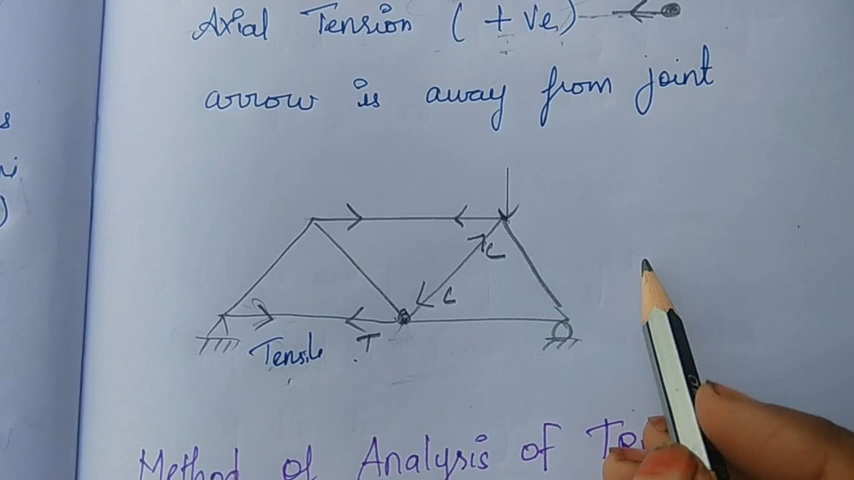 Axial Tension (+ve)
arrow is away from joint
C
C
Tensile T
Method of Analysis of